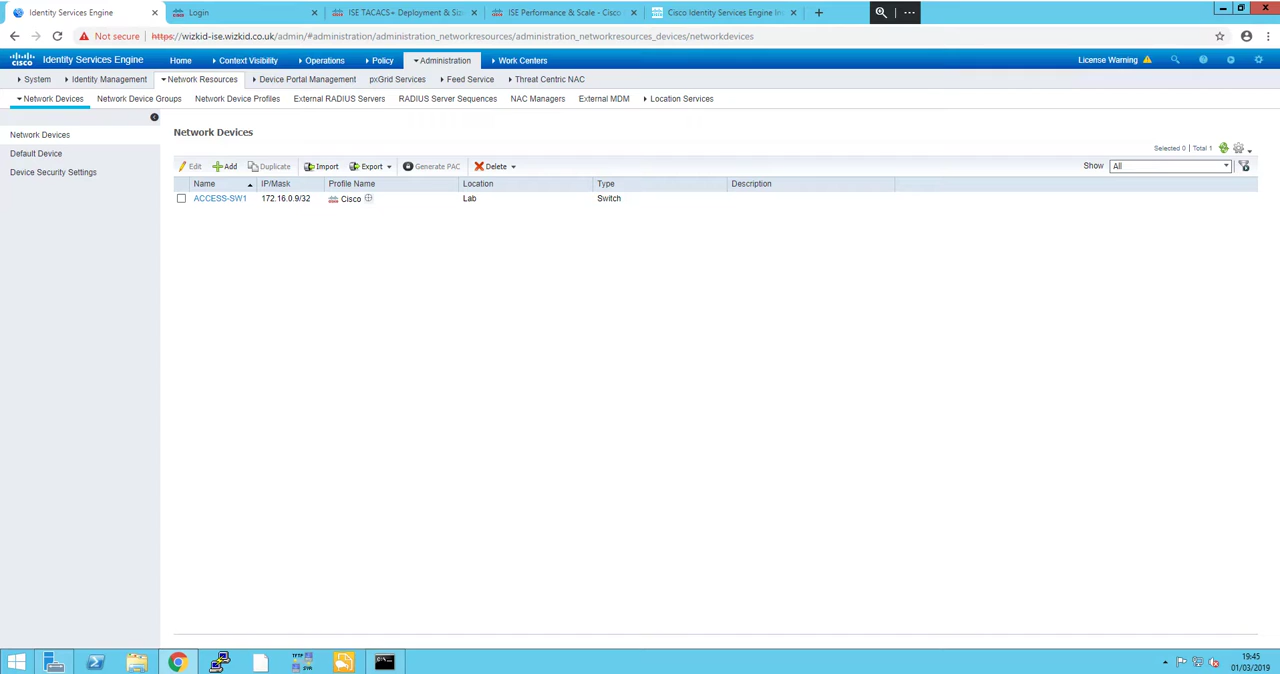 Identity Services Engine
Login
ISE TACACS+ Deployment & Siz
ISE Performance & Scale - Cisco
Cisco Identity Services Engine In
Not secure
https://wizkid-ise.wizkid.co.uk/admin/#administration/administration_networkresources/administration_networkresources_devices/networkdevices
cisco Identity Services Engine Home Context Visibility Operations Policy Administration Work Centers License Warning
System Identity Management Network Resources Device Portal Management pxGrid Services Feed Service Threat Centric NAC
Network Devices Network Device Groups Network Device Profiles External RADIUS Servers RADIUS Server Sequences NAC Managers External MDM Location Services
Network Devices
Default Device
Device Security Settings
Network Devices
Selected 0 | Total 1
Edit Add Duplicate Import Export Generate PAC Delete Show All
Name IP/Mask Profile Name Location Type Description
ACCESS-SW1 172.16.0.9/32 Cisco Lab Switch
TFTP
19:45
01/03/2019